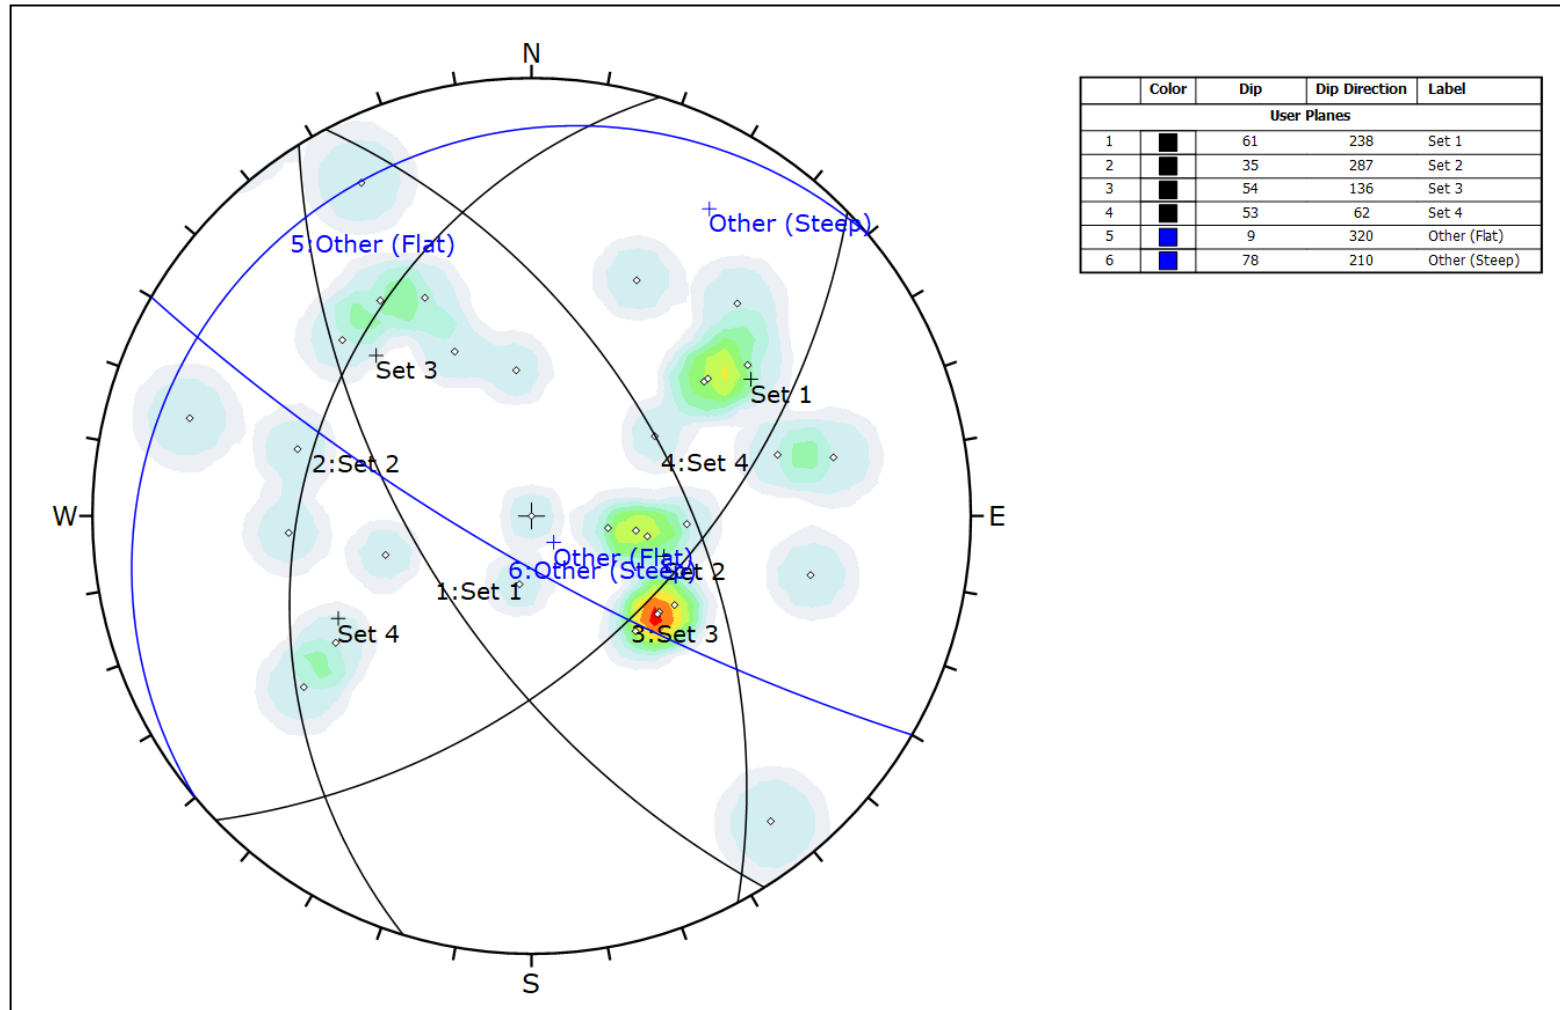 N
Color Dip Dip Direction Label
User Planes
1 61 238 Set 1
2 35 287 Set 2
3 54 136 Set 3
4 53 62 Set 4
5 9 320 Other (Flat)
6 78 210 Other (Steep)
Other (Steep)
5:Other (Flat)
Set 3
Set 1
2:Set 2
4:Set 4
W
E
Other (Flat)
6:Other (Steep)
Set 2
1:Set 1
Set 4
3:Set 3
S